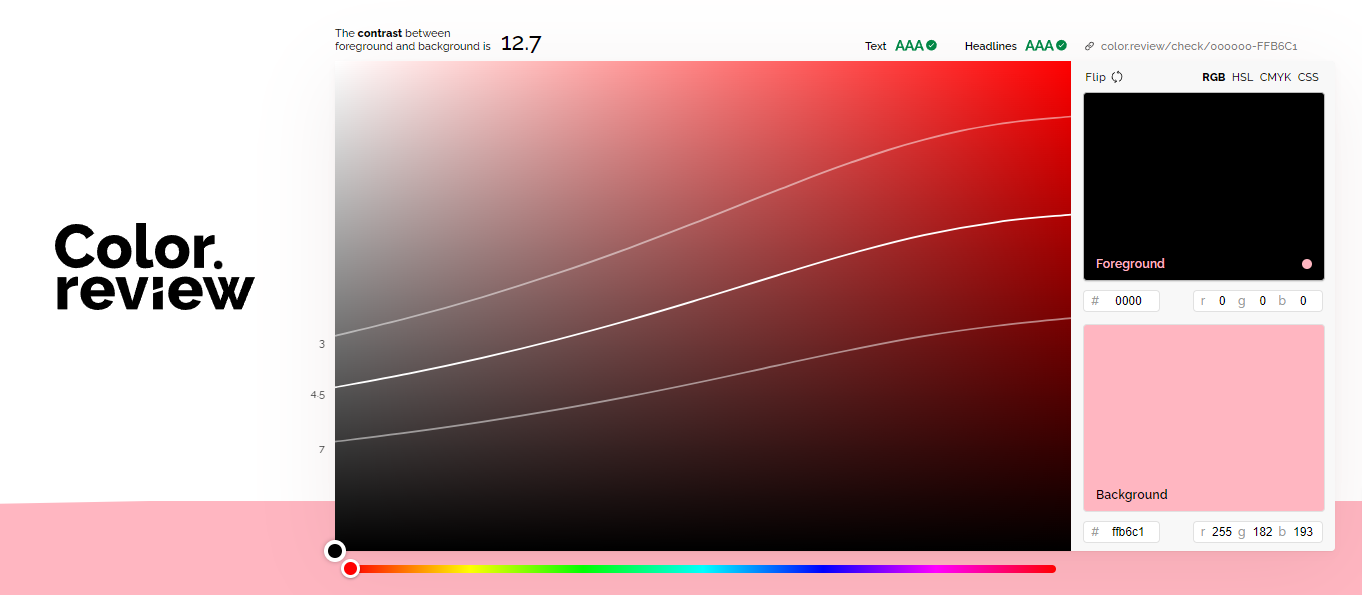 Color.
review
The contrast between
foreground and background is 12.7
Text AAA
Headlines AAA
color.review/check/000000-FFB6C1
3
4.5
7
Flip
RGB HSL CMYK CSS
Foreground
# 0000
r 0 g 0 b 0
Background
# ffb6c1
r 255 g 182 b 193